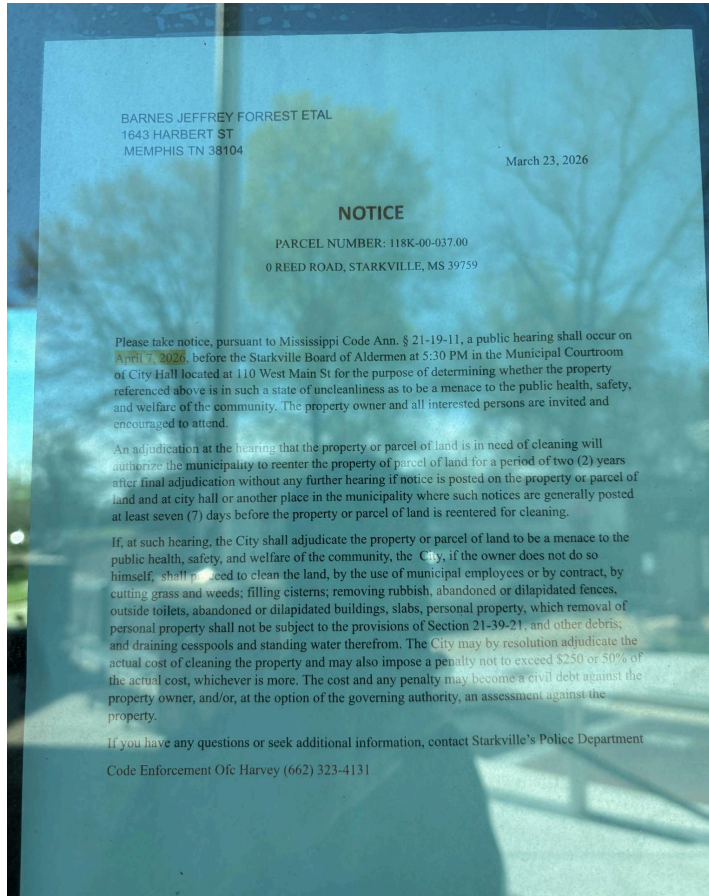 BARNES JEFFREY FORREST ETAL
1643 HARBERT ST
MEMPHIS TN 38104
March 23, 2026
NOTICE
PARCEL NUMBER: 118K-00-037.00
0 REED ROAD, STARKVILLE, MS 39759
Please take notice, pursuant to Mississippi Code Ann. § 21-19-11, a public hearing shall occur on
April 7, 2026, before the Starkville Board of Aldermen at 5:30 PM in the Municipal Courtroom
of City Hall located at 110 West Main St for the purpose of determining whether the property
referenced above is in such a state of uncleanliness as to be a menace to the public health, safety,
and welfare of the community. The property owner and all interested persons are invited and
encouraged to attend.
An adjudication at the hearing that the property or parcel of land is in need of cleaning will
authorize the municipality to reenter the property of parcel of land for a period of two (2) years
after final adjudication without any further hearing if notice is posted on the property or parcel of
land and at city hall or another place in the municipality where such notices are generally posted
at least seven (7) days before the property or parcel of land is reentered for cleaning.
If, at such hearing, the City shall adjudicate the property or parcel of land to be a menace to the
public health, safety, and welfare of the community, the City, if the owner does not do so
himself, shall proceed to clean the land, by the use of municipal employees or by contract, by
cutting grass and weeds; filling cisterns; removing rubbish, abandoned or dilapidated fences,
outside toilets, abandoned or dilapidated buildings, slabs, personal property, which removal of
personal property shall not be subject to the provisions of Section 21-39-21, and other debris;
and draining cesspools and standing water therefrom. The City may by resolution adjudicate the
actual cost of cleaning the property and may also impose a penalty not to exceed $250 or 50% of
the actual cost, whichever is more. The cost and any penalty may become a civil debt against the
property owner, and/or, at the option of the governing authority, an assessment against the
property.
If you have any questions or seek additional information, contact Starkville's Police Department
Code Enforcement Ofc Harvey (662) 323-4131